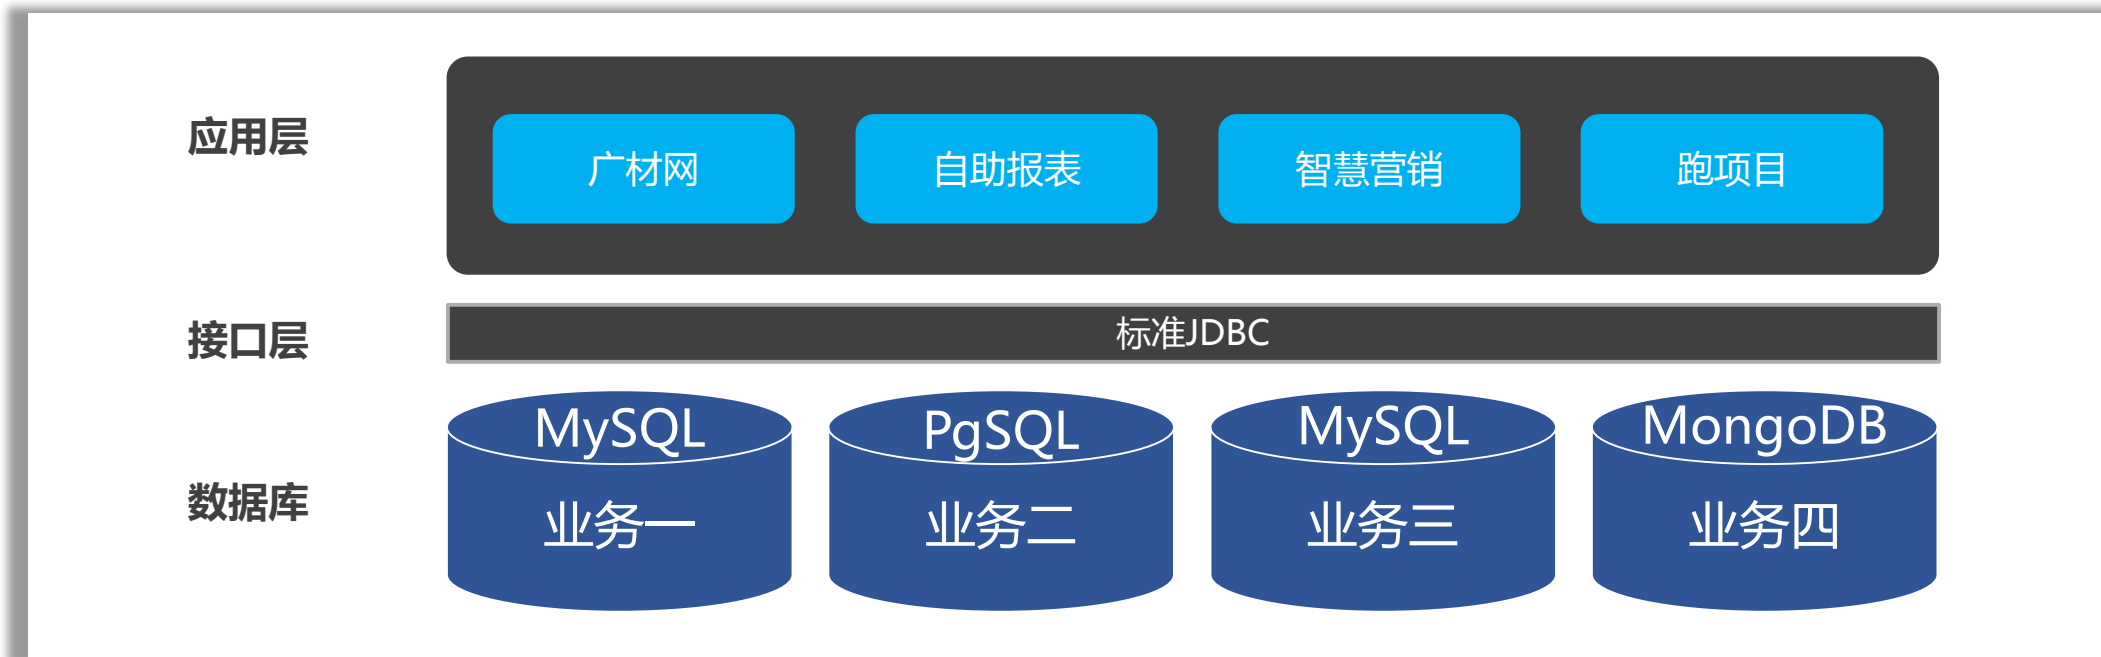 应用层
广材网
自助报表
智慧营销
跑项目
接口层
标准JDBC
数据库
MySQL
PgSQL
MySQL
MongoDB
业务一
业务二
业务三
业务四